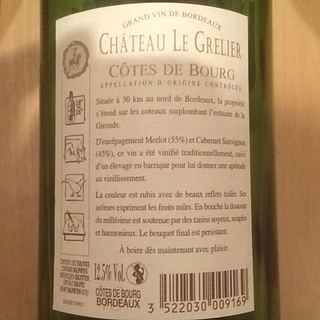 GRAND VIN DE BORDEAUX
CHÂTEAU LE GRELIER
CÔTES DE BOURG
APPELLATION D'ORIGINE CONTRÔLÉE
Située à 30 km au nord de Bordeaux, la propriété
s'étend sur les coteaux surplombant l'estuaire de la
Gironde.
D'encépagement Merlot (55%) et Cabernet Sauvignon
(45%), ce vin a été vinifié traditionnellement, suivi
d'un élevage en barrique pour lui donner une aptitude
au vieillissement.
La couleur est rubis avec de beaux reflets tuilés. Ses
arômes expriment les fruits mûrs. En bouche la douceur
du millésime est soutenue par des tanins soyeux, souples
et harmonieux. Le bouquet final est persistant.
À boire dès maintenant avec plaisir.
12.5% Vol.
CÔTES DE BOURG
BORDEAUX
3 522030 009169